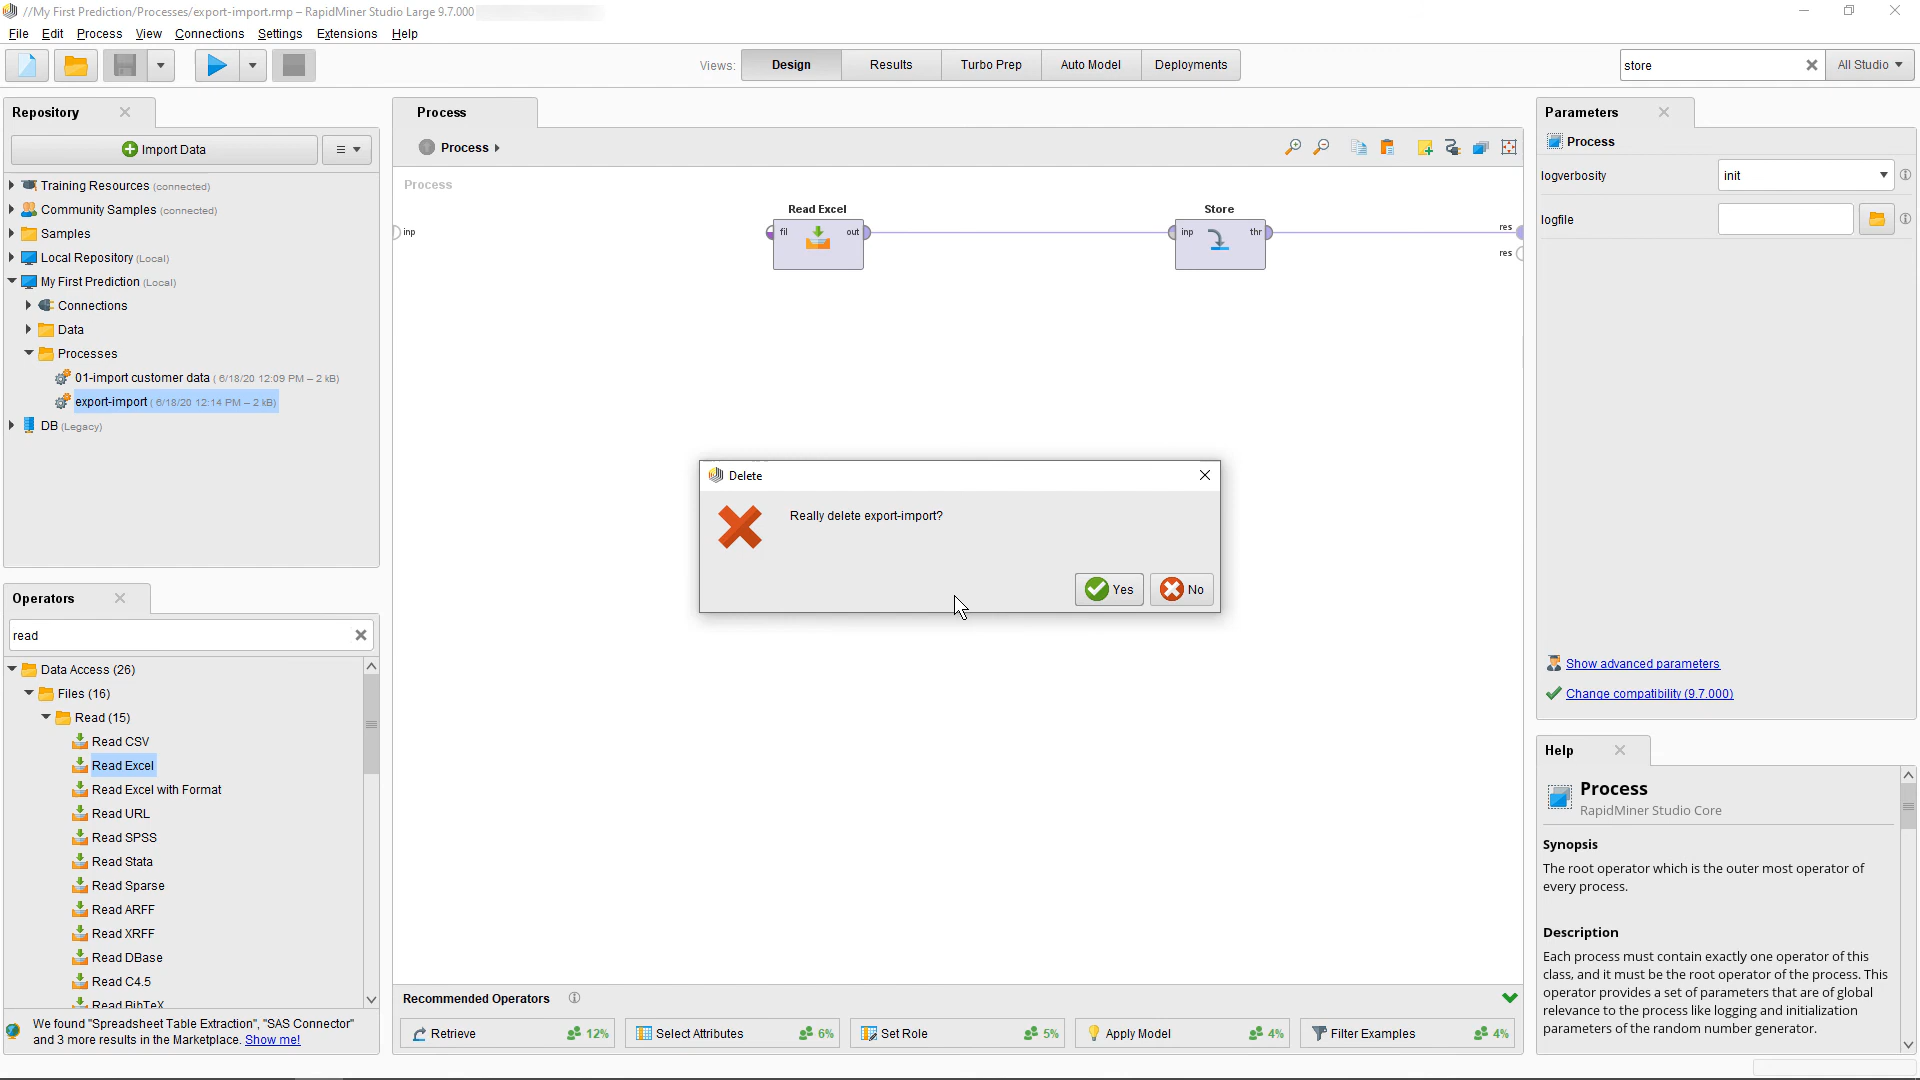 //My First Prediction/Processes/export-import.rmp – RapidMiner Studio Large 9.7.000
File Edit Process View Connections Settings Extensions Help
Views: Design Results Turbo Prep Auto Model Deployments
store All Studio
Repository
Import Data
Training Resources (connected)
Community Samples (connected)
Samples
Local Repository (Local)
My First Prediction (Local)
Connections
Data
Processes
01-import customer data ( 6/18/20 12:09 PM – 2 kB)
export-import ( 6/18/20 12:14 PM – 2 kB)
DB (Legacy)
Operators
read
Data Access (26)
Files (16)
Read (15)
Read CSV
Read Excel
Read Excel with Format
Read URL
Read SPSS
Read Stata
Read Sparse
Read ARFF
Read XRFF
Read DBase
Read C4.5
Read BibTeX
We found "Spreadsheet Table Extraction", "SAS Connector"
and 3 more results in the Marketplace. Show me!
Process
Process
Process
inp
Read Excel
fil out
Store
inp thr
res
res
Delete
Really delete export-import?
Yes No
Recommended Operators
Retrieve 12% Select Attributes 6% Set Role 5% Apply Model 4% Filter Examples 4%
Parameters
Process
logverbosity init
logfile
Show advanced parameters
Change compatibility (9.7.000)
Help
Process
RapidMiner Studio Core
Synopsis
The root operator which is the outer most operator of
every process.
Description
Each process must contain exactly one operator of this
class, and it must be the root operator of the process. This
operator provides a set of parameters that are of global
relevance to the process like logging and initialization
parameters of the random number generator.